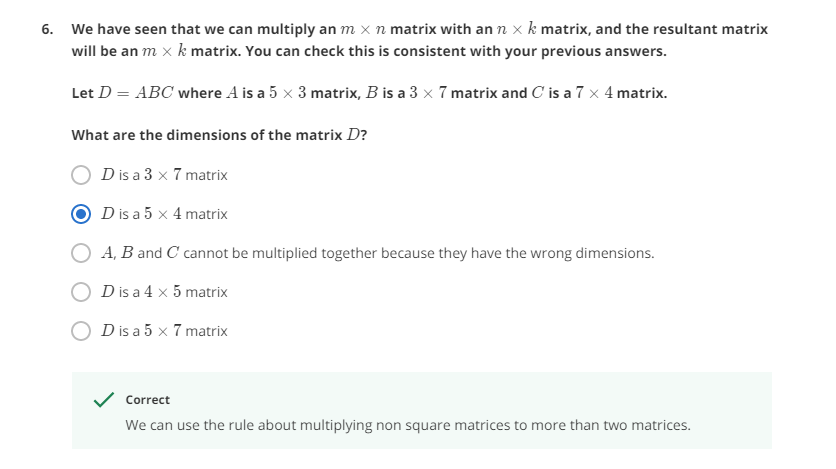 6. We have seen that we can multiply an m × n matrix with an n × k matrix, and the resultant matrix
will be an m × k matrix. You can check this is consistent with your previous answers.
Let D = ABC where A is a 5 × 3 matrix, B is a 3 × 7 matrix and C is a 7 × 4 matrix.
What are the dimensions of the matrix D?
D is a 3 × 7 matrix
D is a 5 × 4 matrix
A, B and C cannot be multiplied together because they have the wrong dimensions.
D is a 4 × 5 matrix
D is a 5 × 7 matrix
Correct
We can use the rule about multiplying non square matrices to more than two matrices.